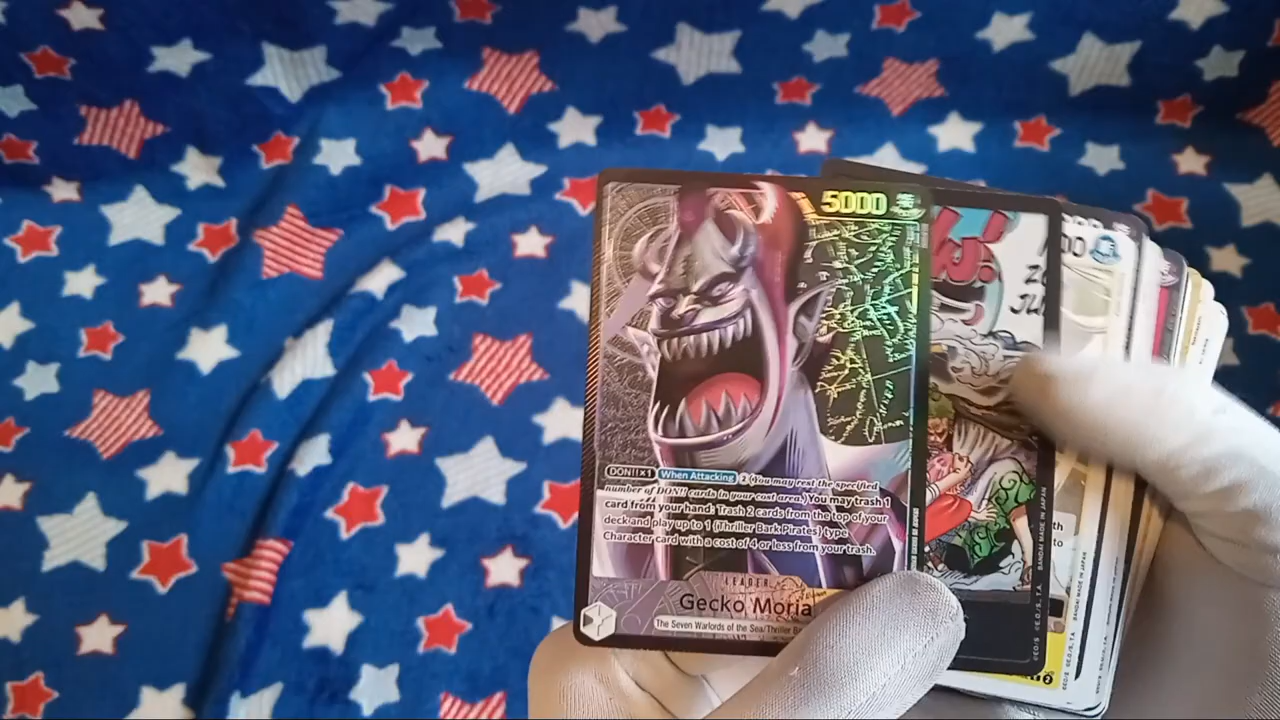 5000
DON!!×1 When Attacking ② (You may rest the specified
number of DON!! cards in your cost area.) You may trash 1
card from your hand: Trash 2 cards from the top of your
deck and play up to 1 {Thriller Bark Pirates} type
Character card with a cost of 4 or less from your trash.
LEADER
Gecko Moria
The Seven Warlords of the Sea/Thriller
BANDAI MADE IN JAPAN
©E.O./S., T.A.
BANDAI MADE IN JAPAN
©E.O./S., T.A.